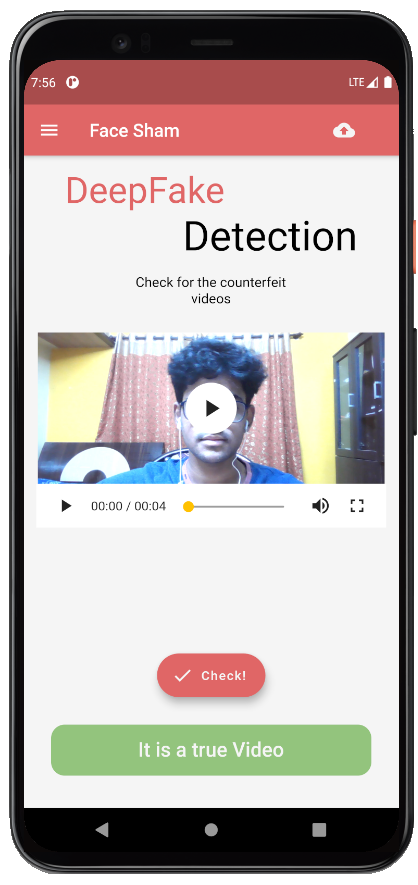 7:56
LTE
Face Sham
DeepFake
Detection
Check for the counterfeit
videos
00:00 / 00:04
Check!
It is a true Video